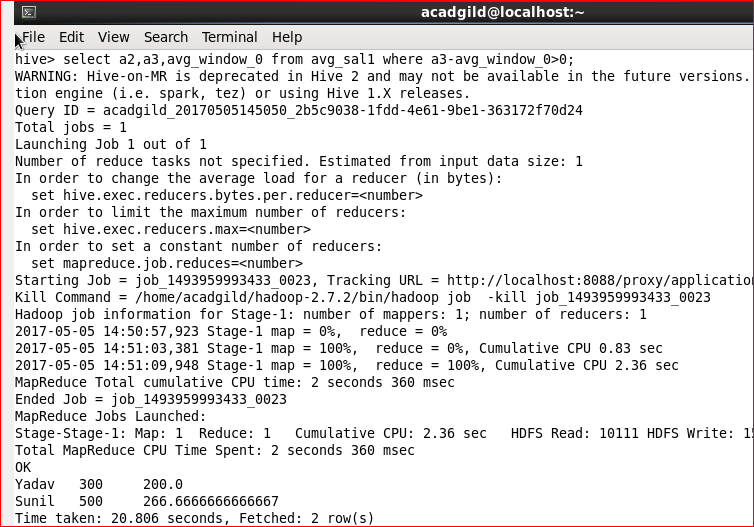 acadgild@localhost:~
File Edit View Search Terminal Help
hive> select a2,a3,avg_window_0 from avg_sal1 where a3-avg_window_0>0;
WARNING: Hive-on-MR is deprecated in Hive 2 and may not be available in the future versions.
tion engine (i.e. spark, tez) or using Hive 1.X releases.
Query ID = acadgild_20170505145050_2b5c9038-1fdd-4e61-9be1-363172f70d24
Total jobs = 1
Launching Job 1 out of 1
Number of reduce tasks not specified. Estimated from input data size: 1
In order to change the average load for a reducer (in bytes):
  set hive.exec.reducers.bytes.per.reducer=<number>
In order to limit the maximum number of reducers:
  set hive.exec.reducers.max=<number>
In order to set a constant number of reducers:
  set mapreduce.job.reduces=<number>
Starting Job = job_1493959993433_0023, Tracking URL = http://localhost:8088/proxy/application
Kill Command = /home/acadgild/hadoop-2.7.2/bin/hadoop job  -kill job_1493959993433_0023
Hadoop job information for Stage-1: number of mappers: 1; number of reducers: 1
2017-05-05 14:50:57,923 Stage-1 map = 0%,  reduce = 0%
2017-05-05 14:51:03,381 Stage-1 map = 100%,  reduce = 0%, Cumulative CPU 0.83 sec
2017-05-05 14:51:09,948 Stage-1 map = 100%,  reduce = 100%, Cumulative CPU 2.36 sec
MapReduce Total cumulative CPU time: 2 seconds 360 msec
Ended Job = job_1493959993433_0023
MapReduce Jobs Launched:
Stage-Stage-1: Map: 1  Reduce: 1   Cumulative CPU: 2.36 sec   HDFS Read: 10111 HDFS Write:
Total MapReduce CPU Time Spent: 2 seconds 360 msec
OK
Yadav   300     200.0
Sunil   500     266.6666666666667
Time taken: 20.806 seconds, Fetched: 2 row(s)